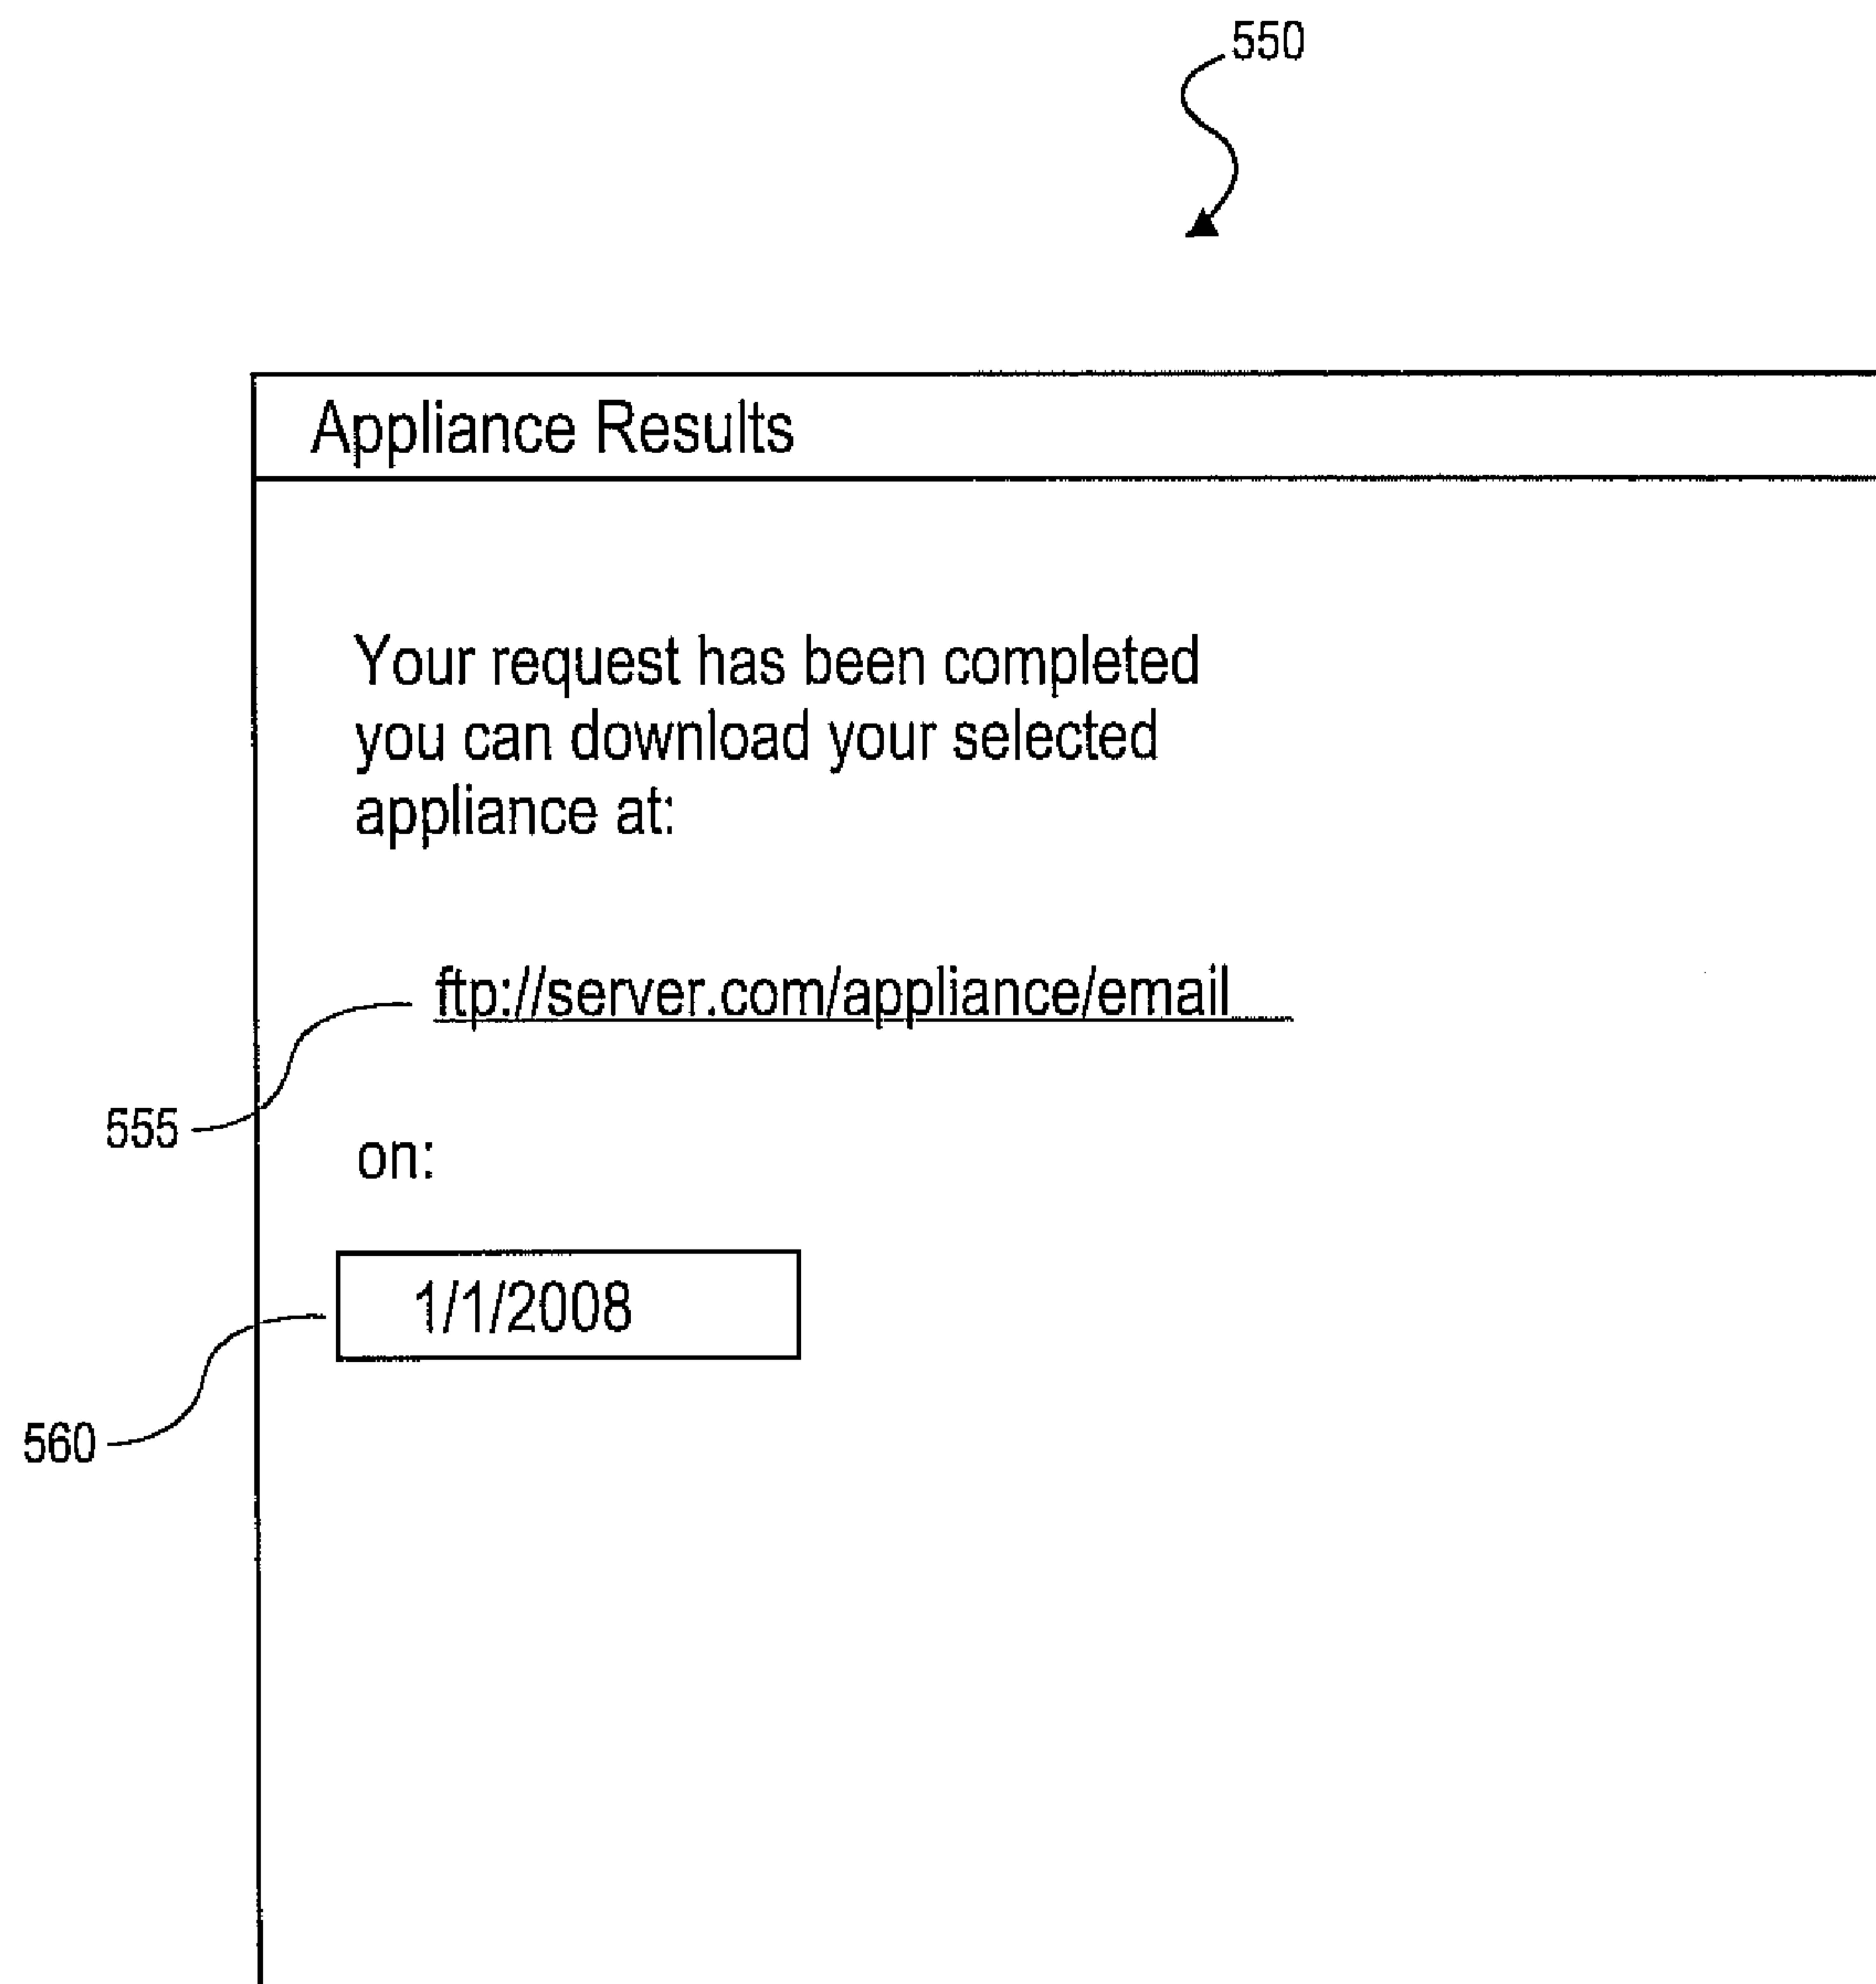 550
Appliance Results
Your request has been completed
you can download your selected
appliance at:
ftp://server.com/appliance/email
555
on:
1/1/2008
560